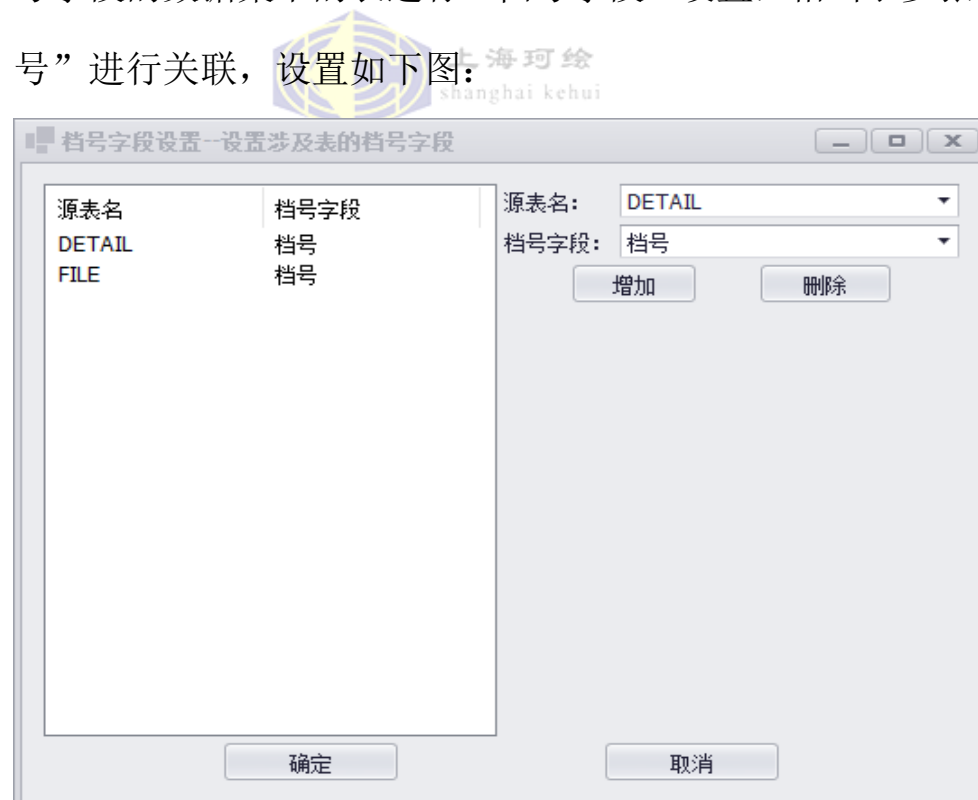 号”进行关联，设置如下图：
上海珂绘
shanghai kehui
档号字段设置--设置涉及表的档号字段
源表名 档号字段
DETAIL 档号
FILE 档号
源表名： DETAIL
档号字段： 档号
增加 删除
确定 取消